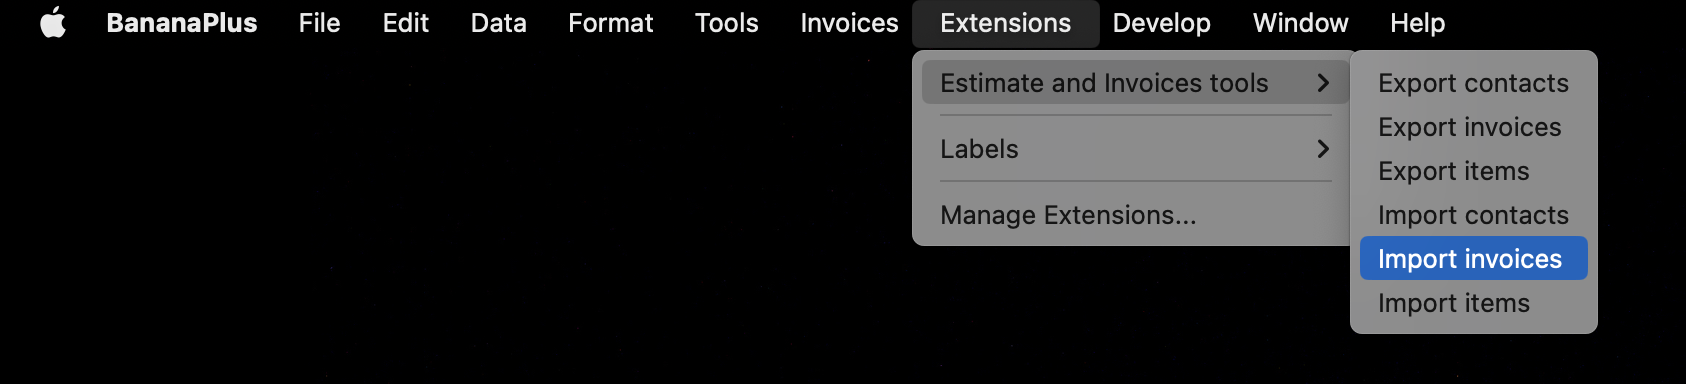 BananaPlus File Edit Data Format Tools Invoices Extensions Develop Window Help
Estimate and Invoices tools
Labels
Manage Extensions...
Export contacts
Export invoices
Export items
Import contacts
Import invoices
Import items